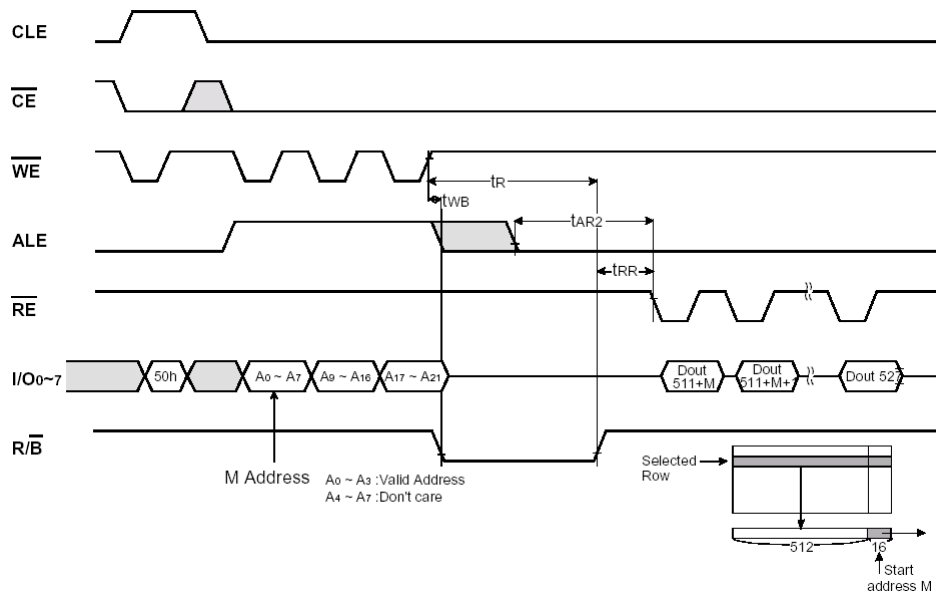 CLE
CE
WE
tR
tWB
ALE
tAR2
tRR
RE
I/O0~7
50h
A0 ~ A7
A9 ~ A16
A17 ~ A21
Dout
511+M
Dout
511+M+1
Dout 527
R/B
M Address
A0 ~ A3 :Valid Address
A4 ~ A7 :Don't care
Selected
Row
512
16
Start
address M